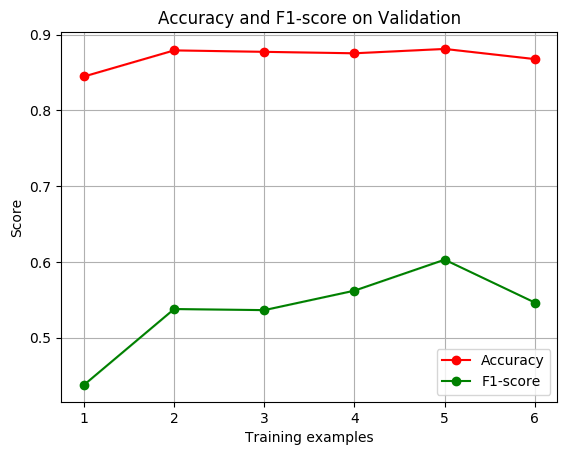 Accuracy and F1-score on Validation
0.9
0.8
0.7
0.6
0.5
Score
1 2 3 4 5 6
Training examples
Accuracy
F1-score